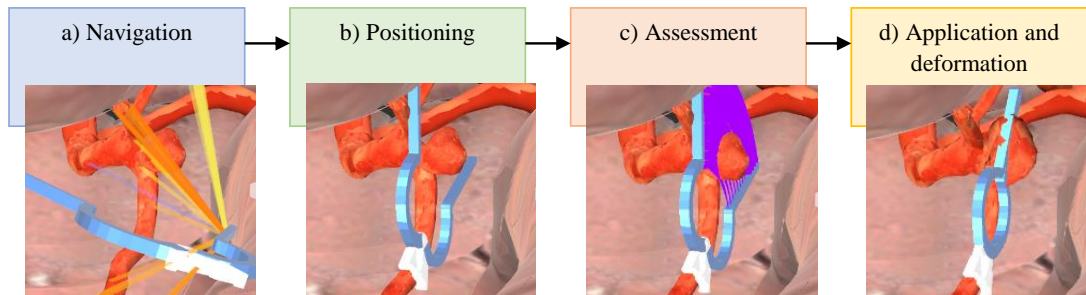 a) Navigation
b) Positioning
c) Assessment
d) Application and
deformation